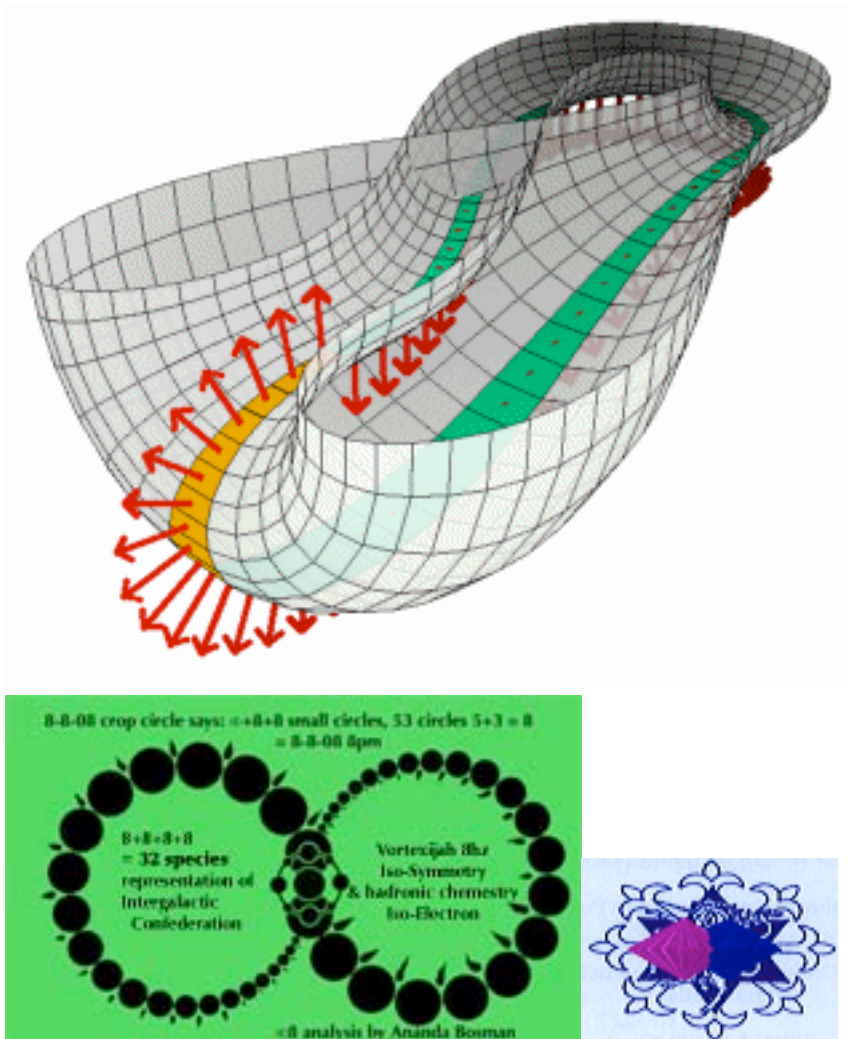 8-8-08 crop circle says: =+8+8 small circles, 53 circles 5+3 = 8
= 8-8-08 8pm
8+8+8+8
= 32 species
representation of
Intergalactic
Confederation
Vortexijah 8hz
Iso-Symmetry
& hadronic chemestry
Iso-Electron
=8 analysis by Ananda Bosman